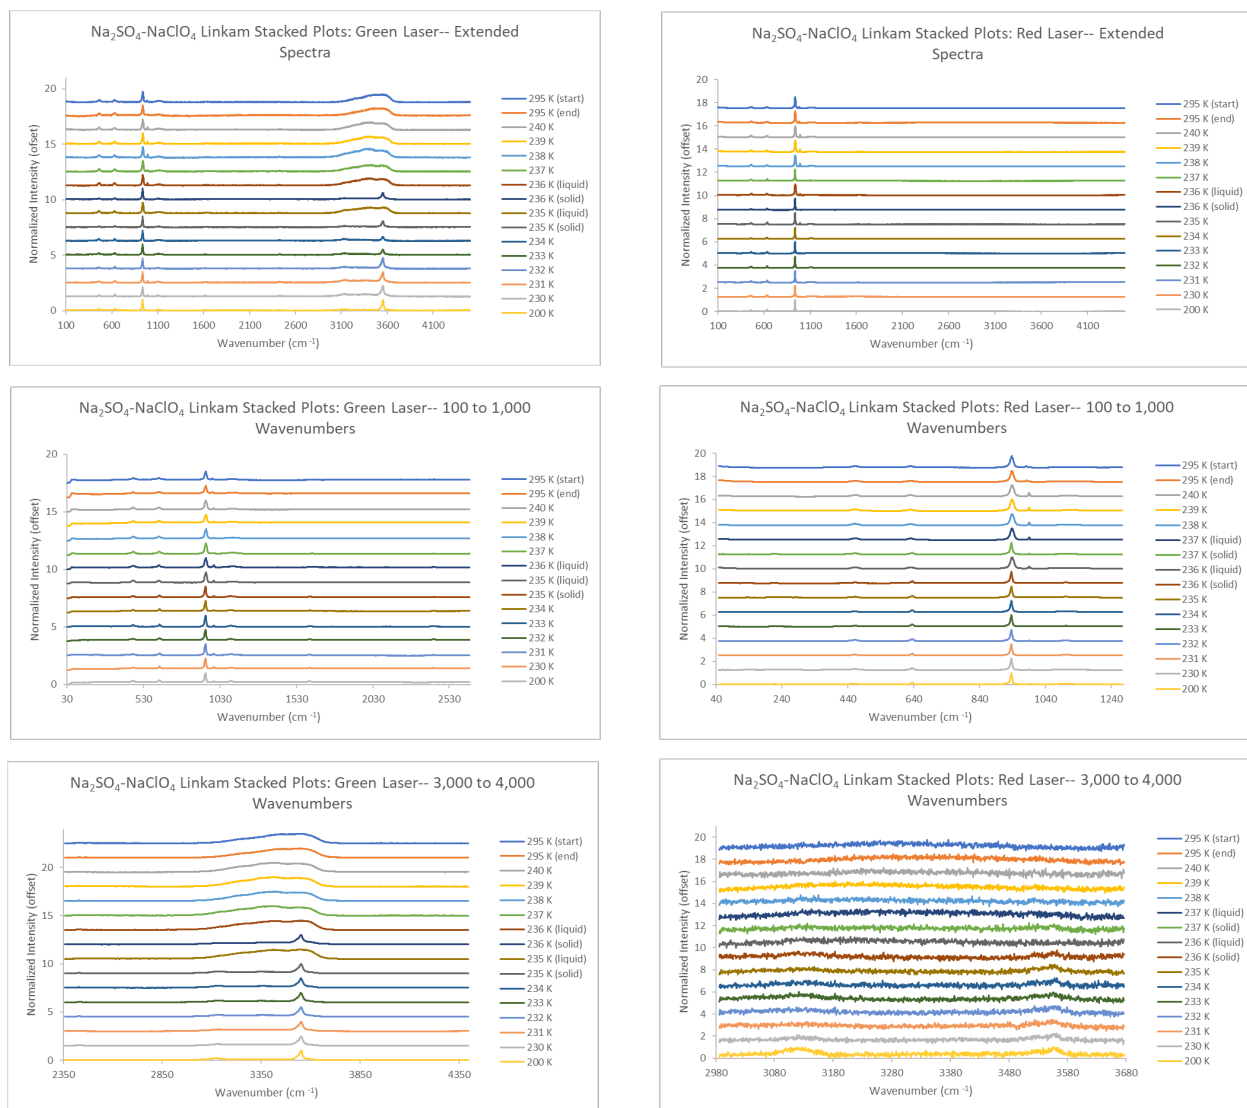 Na₂SO₄-NaClO₄ Linkam Stacked Plots: Green Laser-- Extended
Spectra
Normalized Intensity (ofset)
20
15
10
5
0
100 600 1100 1600 2100 2600 3100 3600 4100
Wavenumber (cm ⁻¹)
295 K (start)
295 K (end)
240 K
239 K
238 K
237 K
236 K (liquid)
236 K (solid)
235 K (liquid)
235 K (solid)
234 K
233 K
232 K
231 K
230 K
200 K
Na₂SO₄-NaClO₄ Linkam Stacked Plots: Red Laser-- Extended
Spectra
Normalized Intensity (offset)
20
18
16
14
12
10
8
6
4
2
0
100 600 1100 1600 2100 2600 3100 3600 4100
Wavenumber (cm ⁻¹)
295 K (start)
295 K (end)
240 K
239 K
238 K
237 K
236 K (liquid)
236 K (solid)
235 K
234 K
233 K
232 K
231 K
230 K
200 K
Na₂SO₄-NaClO₄ Linkam Stacked Plots: Green Laser-- 100 to 1,000
Wavenumbers
Normalized Intensity (offset)
20
15
10
5
0
30 530 1030 1530 2030 2530
Wavenumber (cm ⁻¹)
295 K (start)
295 K (end)
240 K
239 K
238 K
237 K
236 K (liquid)
235 K (liquid)
235 K (solid)
234 K
233 K
232 K
231 K
230 K
200 K
Na₂SO₄-NaClO₄ Linkam Stacked Plots: Red Laser-- 100 to 1,000
Wavenumbers
Normalized Intensity (offset)
20
18
16
14
12
10
8
6
4
2
0
40 240 440 640 840 1040 1240
Wavenumber (cm ⁻¹)
295 K (start)
295 K (end)
240 K
239 K
238 K
237 K (liquid)
237 K (solid)
236 K (liquid)
236 K (solid)
235 K
234 K
233 K
232 K
231 K
230 K
200 K
Na₂SO₄-NaClO₄ Linkam Stacked Plots: Green Laser-- 3,000 to 4,000
Wavenumbers
Normalized Intensity (offset)
20
15
10
5
0
2350 2850 3350 3850 4350
Wavenumber (cm ⁻¹)
295 K (start)
295 K (end)
240 K
239 K
238 K
237 K
236 K (liquid)
236 K (solid)
235 K (liquid)
235 K (solid)
234 K
233 K
232 K
231 K
230 K
200 K
Na₂SO₄-NaClO₄ Linkam Stacked Plots: Red Laser-- 3,000 to 4,000
Wavenumbers
Normalized Intensity (offset)
20
18
16
14
12
10
8
6
4
2
0
2980 3080 3180 3280 3380 3480 3580 3680
Wavenumber (cm ⁻¹)
295 K (start)
295 K (end)
240 K
239 K
238 K
237 K (liquid)
237 K (solid)
236 K (liquid)
236 K (solid)
235 K
234 K
233 K
232 K
231 K
230 K
200 K